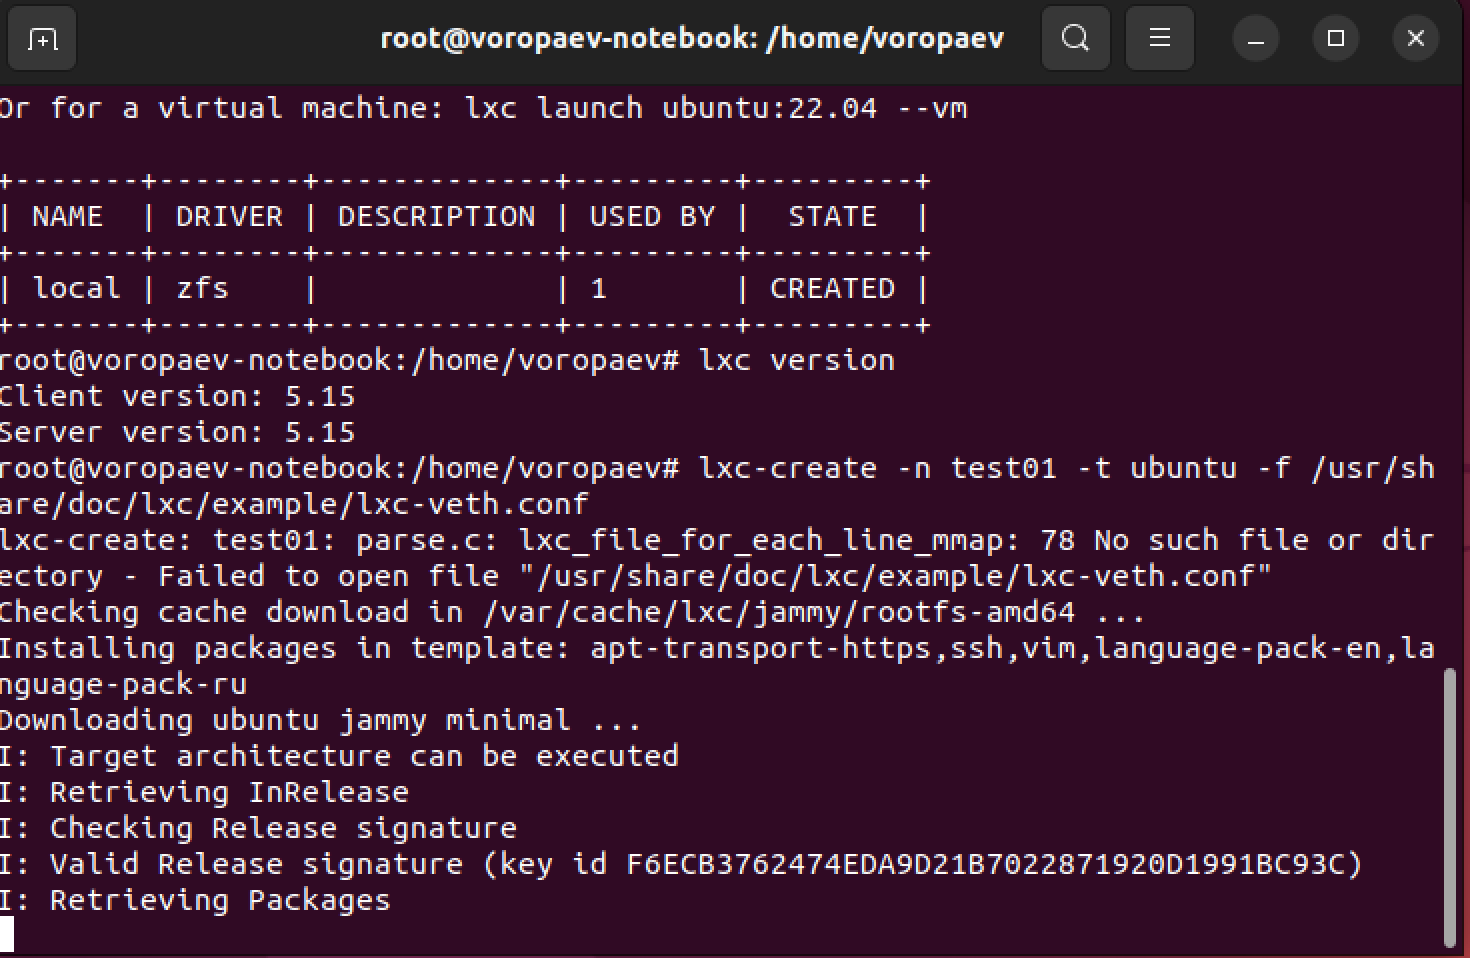 root@voropaev-notebook: /home/voropaev
Or for a virtual machine: lxc launch ubuntu:22.04 --vm
+-------+--------+-------------+---------+---------+
| NAME  | DRIVER | DESCRIPTION | USED BY |  STATE  |
+-------+--------+-------------+---------+---------+
| local | zfs    |             | 1       | CREATED |
+-------+--------+-------------+---------+---------+
root@voropaev-notebook:/home/voropaev# lxc version
Client version: 5.15
Server version: 5.15
root@voropaev-notebook:/home/voropaev# lxc-create -n test01 -t ubuntu -f /usr/sh
are/doc/lxc/example/lxc-veth.conf
lxc-create: test01: parse.c: lxc_file_for_each_line_mmap: 78 No such file or dir
ectory - Failed to open file "/usr/share/doc/lxc/example/lxc-veth.conf"
Checking cache download in /var/cache/lxc/jammy/rootfs-amd64 ...
Installing packages in template: apt-transport-https,ssh,vim,language-pack-en,la
nguage-pack-ru
Downloading ubuntu jammy minimal ...
I: Target architecture can be executed
I: Retrieving InRelease
I: Checking Release signature
I: Valid Release signature (key id F6ECB3762474EDA9D21B7022871920D1991BC93C)
I: Retrieving Packages